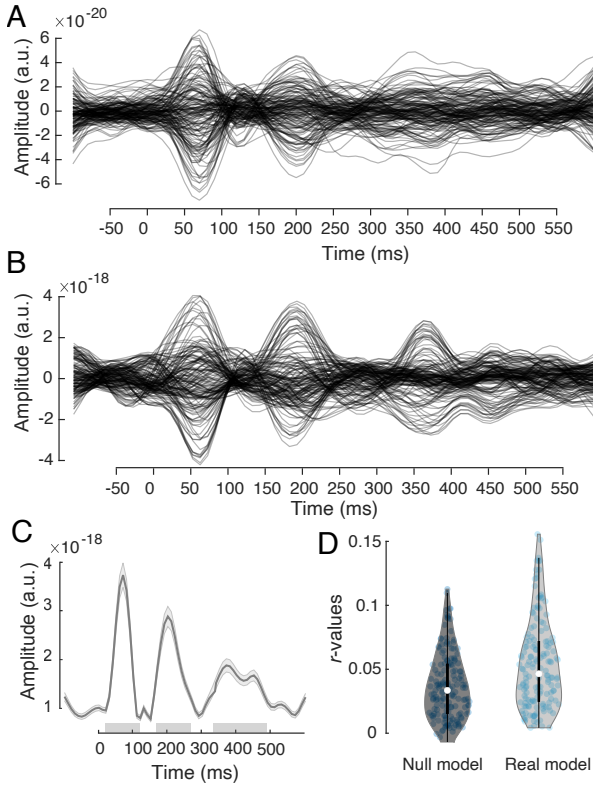 A
×10⁻²⁰
Amplitude (a.u.)
6
4
2
0
-2
-4
-6
-50 0 50 100 150 200 250 300 350 400 450 500 550
Time (ms)
B
×10⁻¹⁸
Amplitude (a.u.)
4
2
0
-2
-4
-50 0 50 100 150 200 250 300 350 400 450 500 550
Time (ms)
C
×10⁻¹⁸
Amplitude (a.u.)
4
3
2
1
0 100 200 300 400 500
Time (ms)
D
r-values
0.15
0.1
0.05
0
Null model Real model